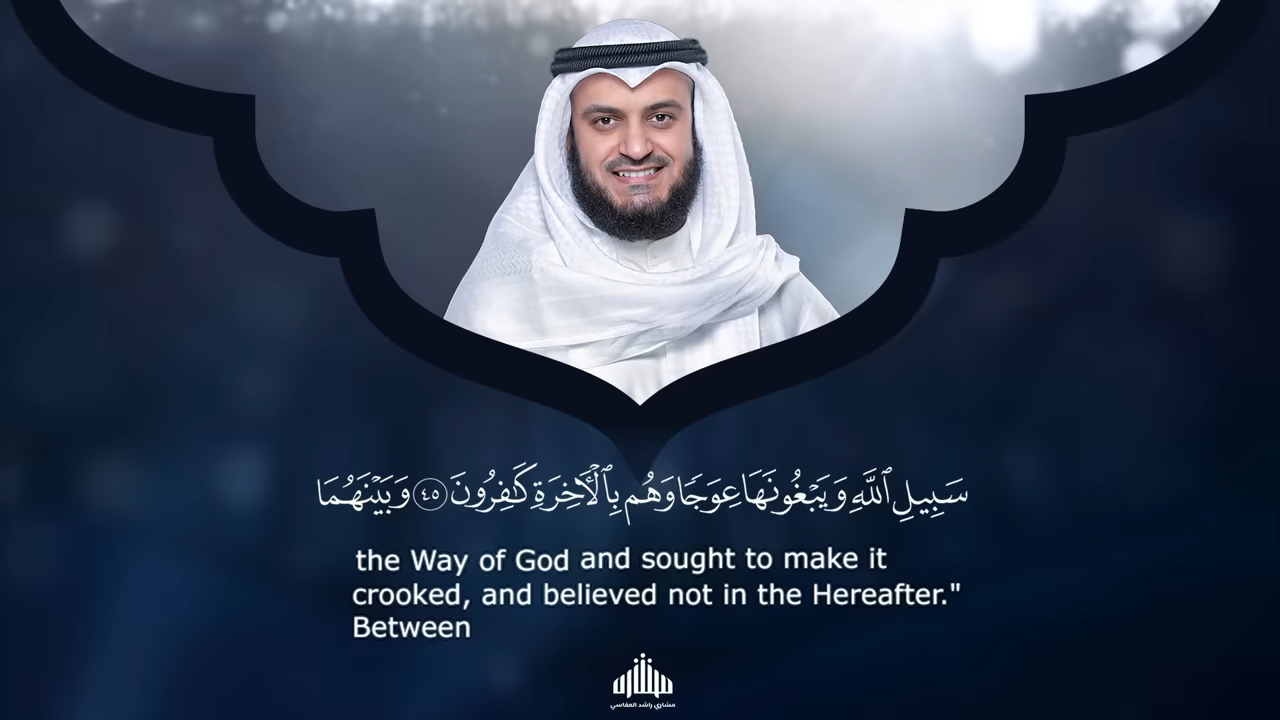 سَبِيلِ ٱللَّهِ وَيَبْغُونَهَا عِوَجًا وَهُم بِٱلْأَخِرَةِ كَٰفِرُونَ ٤٥ وَبَيْنَهُمَا
the Way of God and sought to make it
crooked, and believed not in the Hereafter."
Between
مشاري راشد العفاسي